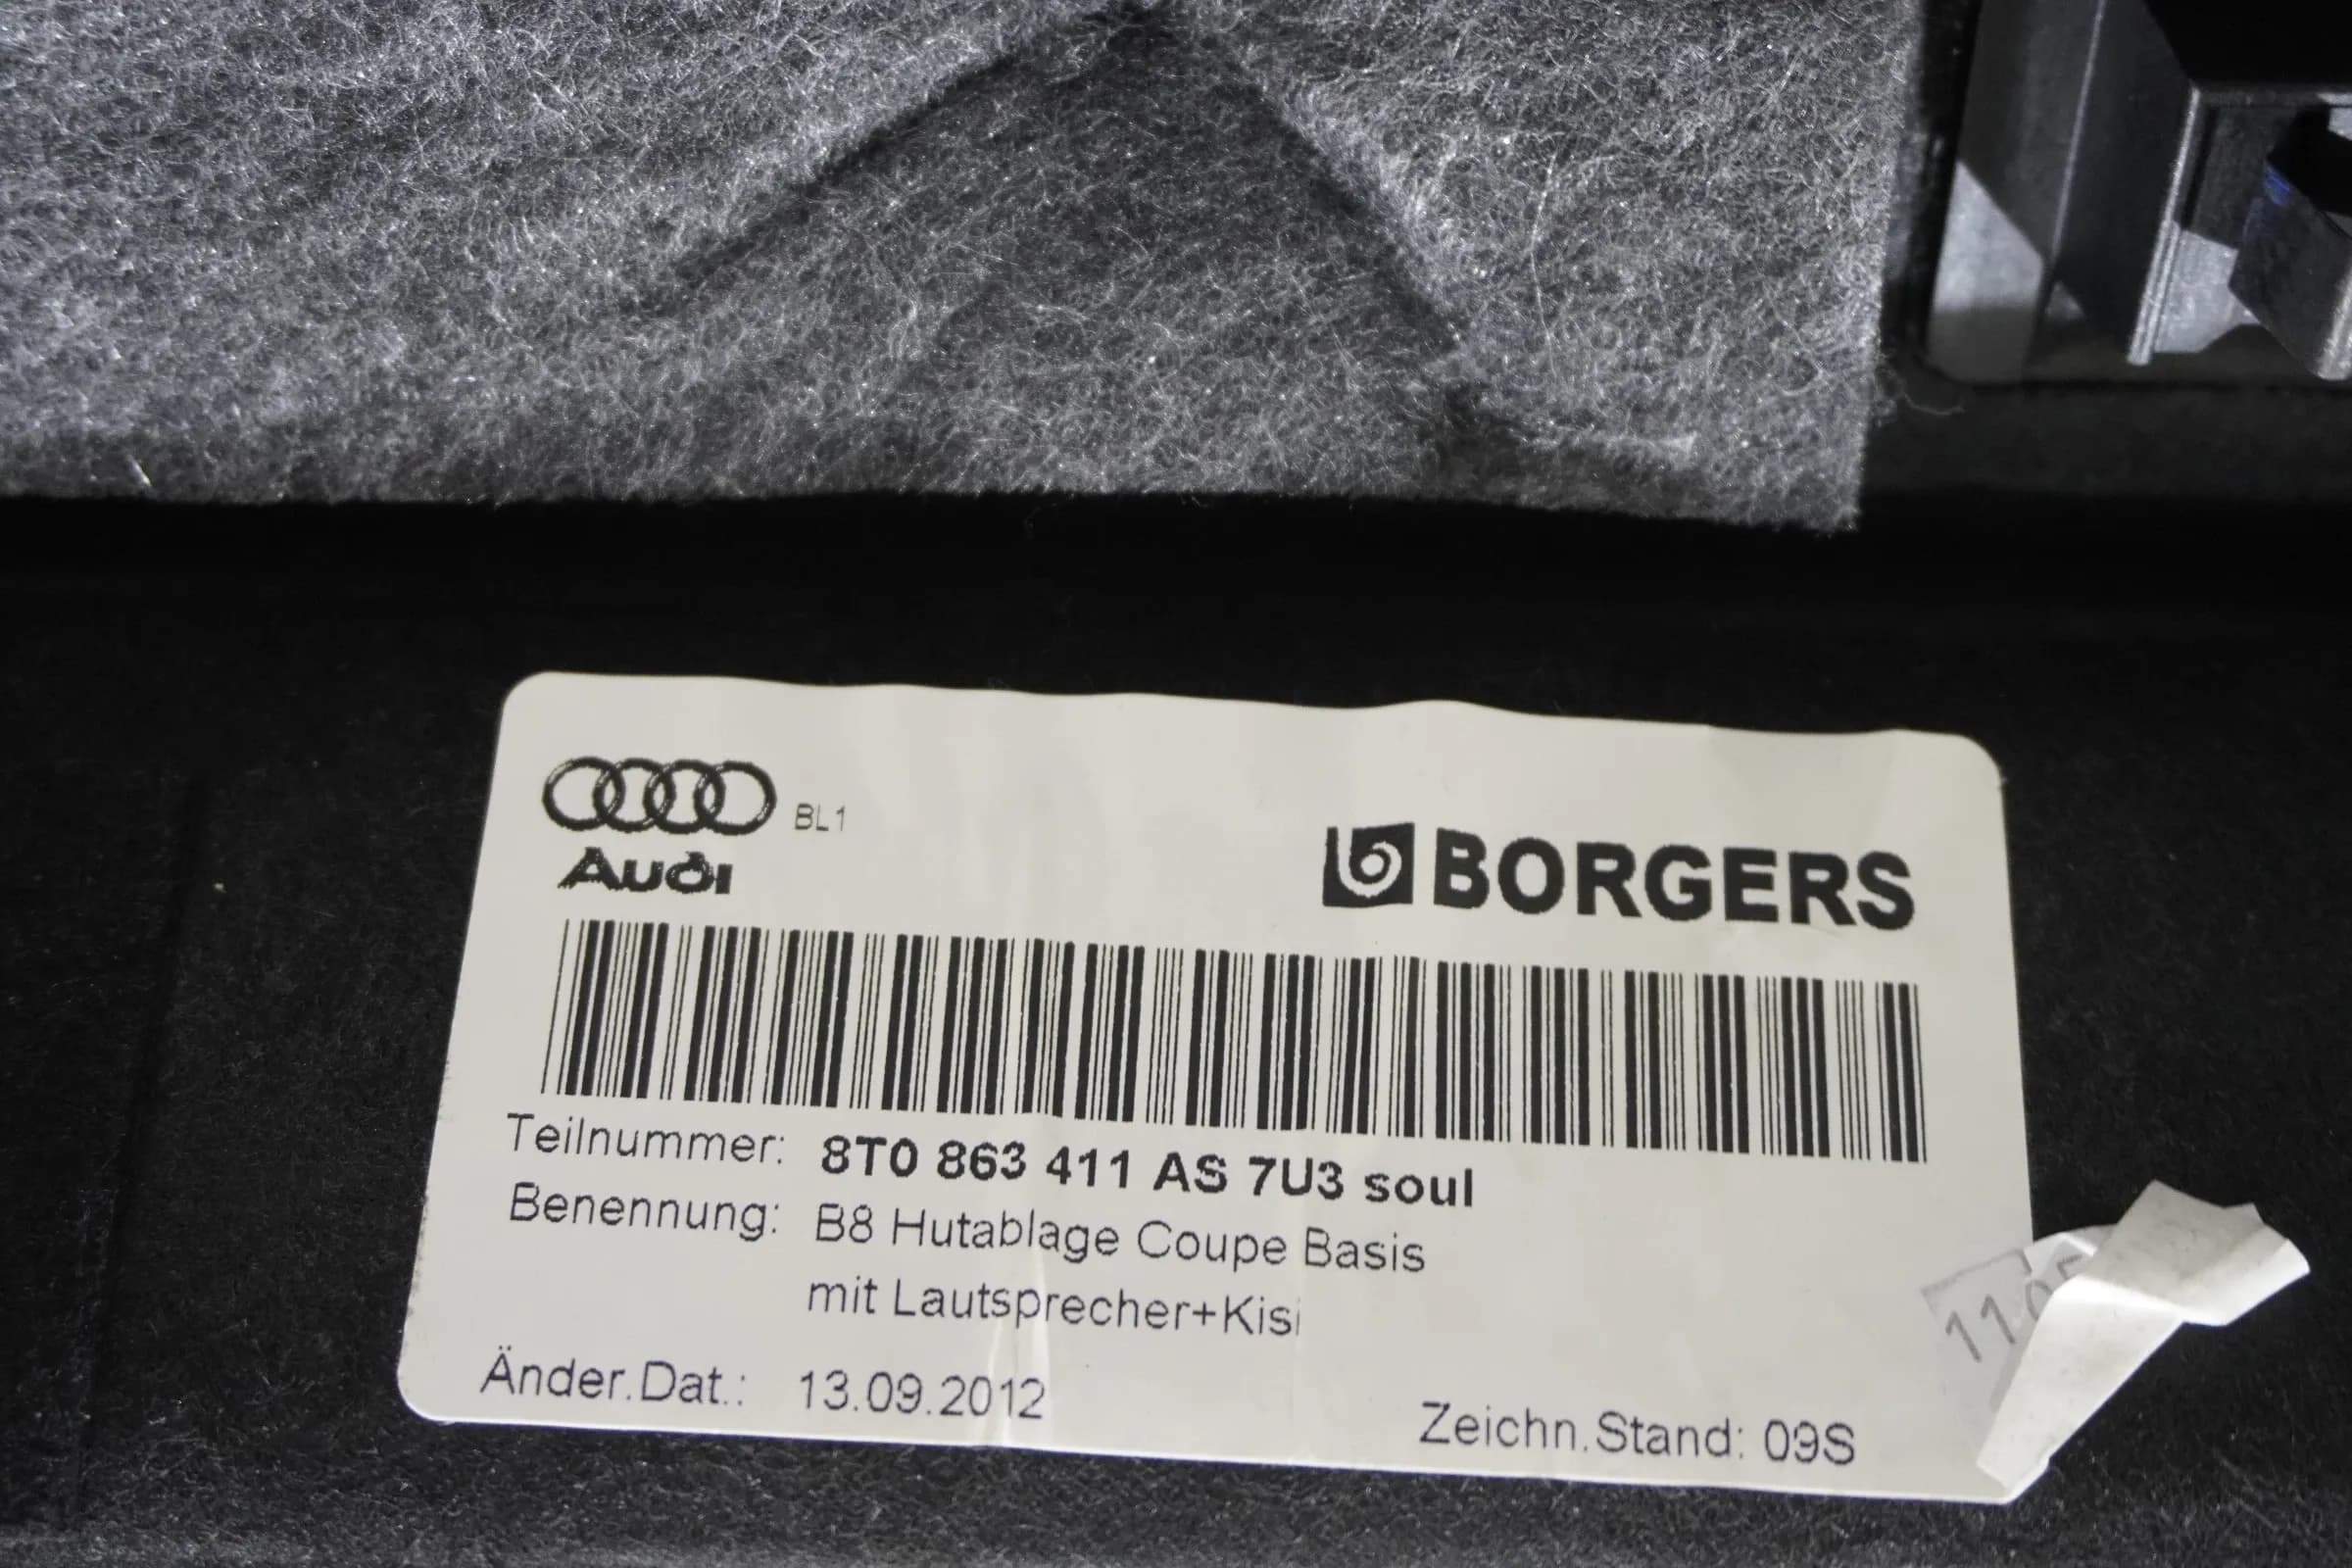 BL1
Audi
BORGERS
Teilnummer: 8T0 863 411 AS 7U3 soul
Benennung: B8 Hutablage Coupe Basis
mit Lautsprecher+Kisi
Änder.Dat.: 13.09.2012
Zeichn.Stand: 09S